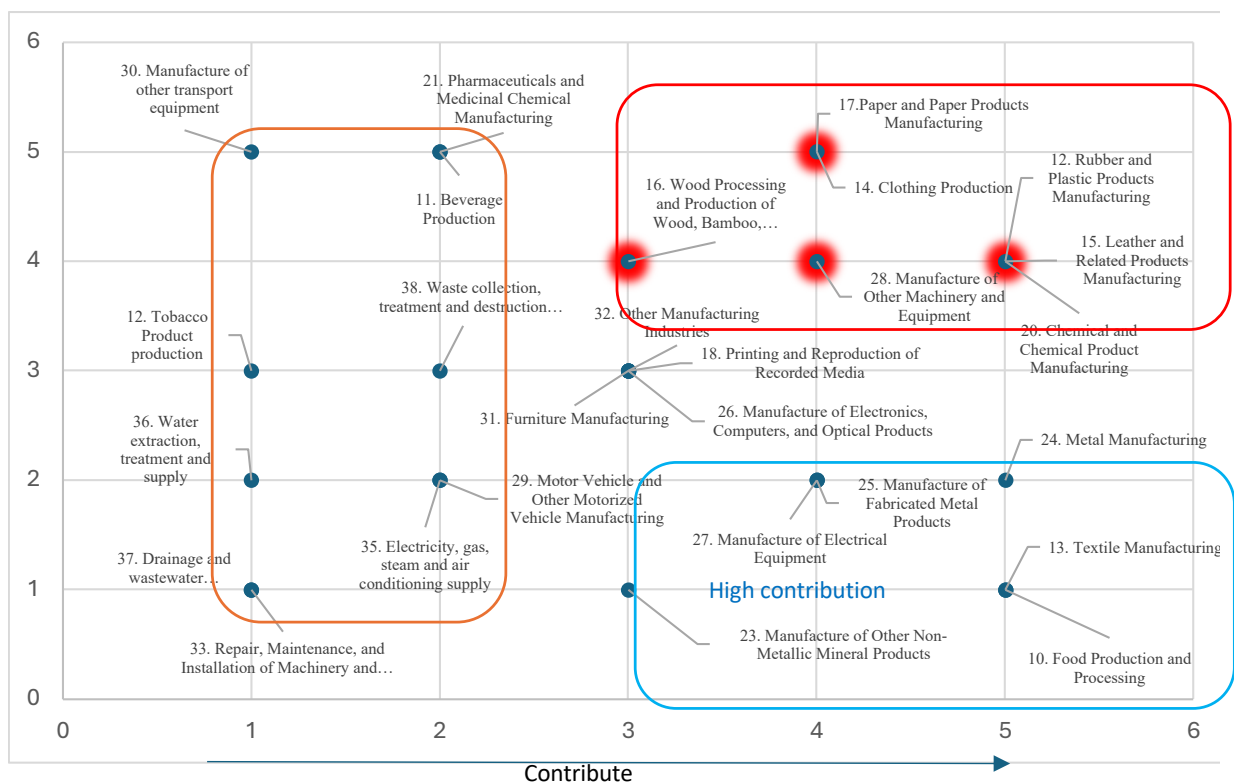 6
30. Manufacture of
other transport
equipment
21. Pharmaceuticals and
Medicinal Chemical
Manufacturing
17.Paper and Paper Products
Manufacturing
5
12. Rubber and
Plastic Products
Manufacturing
16. Wood Processing
and Production of
Wood, Bamboo,…
14. Clothing Production
11. Beverage
Production
4
15. Leather and
Related Products
Manufacturing
38. Waste collection,
treatment and destruction…
28. Manufacture of
Other Machinery and
Equipment
32. Other Manufacturing
Industries
20. Chemical and
Chemical Product
Manufacturing
12. Tobacco
Product
production
3
18. Printing and Reproduction of
Recorded Media
31. Furniture Manufacturing
26. Manufacture of Electronics,
Computers, and Optical Products
36. Water
extraction,
treatment and
supply
24. Metal Manufacturing
2
29. Motor Vehicle and
Other Motorized
Vehicle Manufacturing
25. Manufacture of
Fabricated Metal
Products
35. Electricity, gas,
steam and air
conditioning supply
27. Manufacture of Electrical
Equipment
37. Drainage and
wastewater…
13. Textile Manufacturing
1
High contribution
33. Repair, Maintenance, and
Installation of Machinery and…
23. Manufacture of Other Non-
Metallic Mineral Products
10. Food Production and
Processing
0
0 1 2 3 4 5 6
Contribute